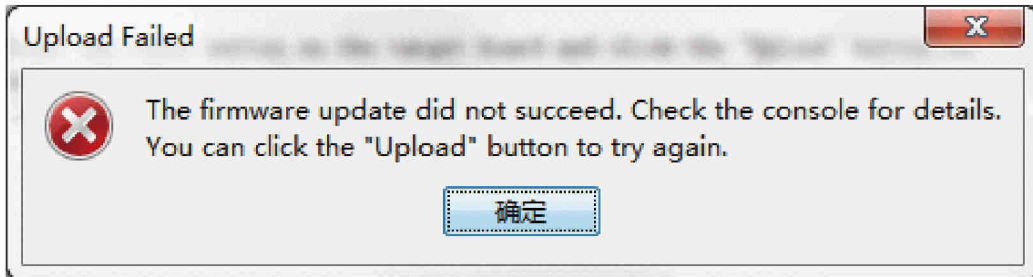 Upload Failed
The firmware update did not succeed. Check the console for details.
You can click the "Upload" button to try again.
确定